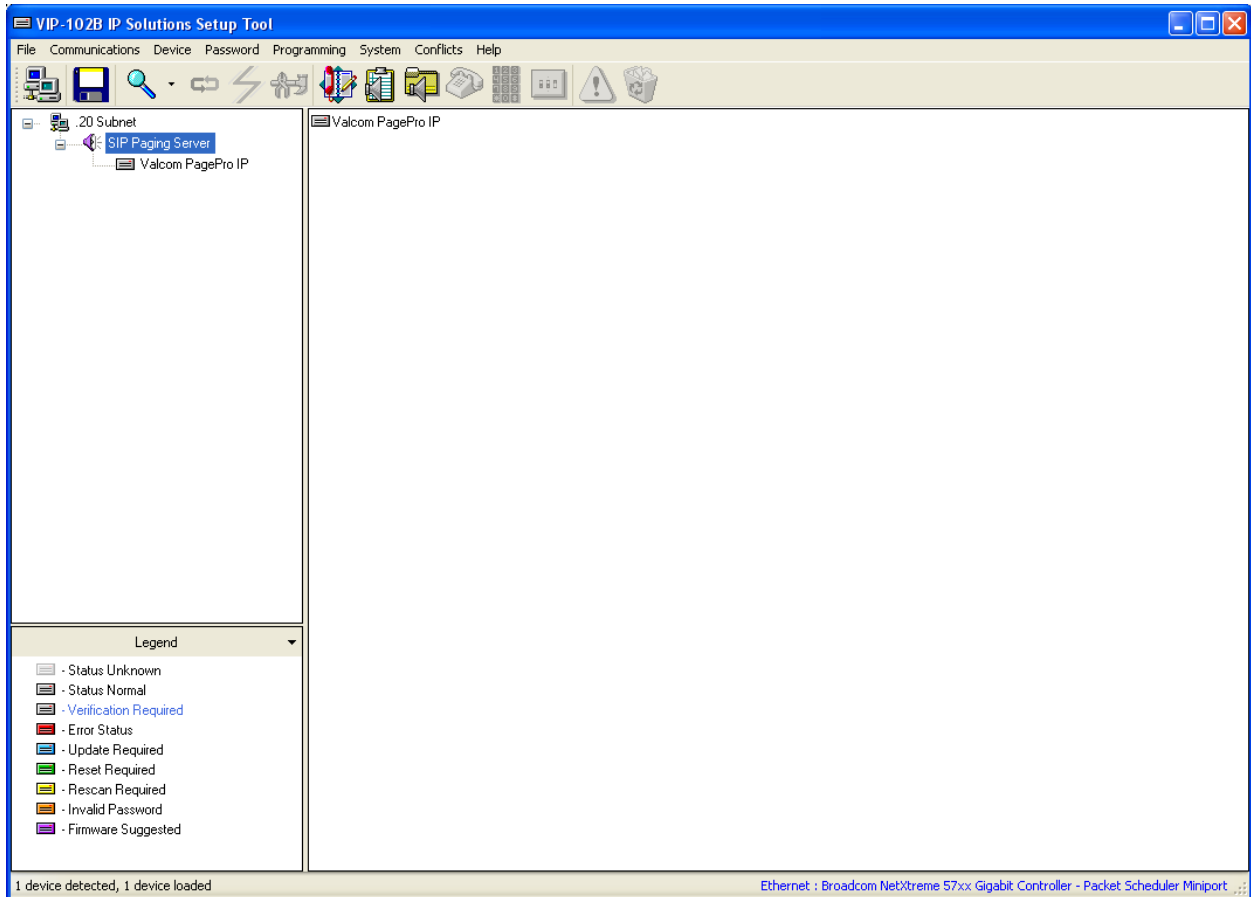 VIP-102B IP Solutions Setup Tool
File Communications Device Password Programming System Conflicts Help
.20 Subnet
SIP Paging Server
Valcom PagePro IP
Valcom PagePro IP
Legend
- Status Unknown
- Status Normal
- Verification Required
- Error Status
- Update Required
- Reset Required
- Rescan Required
- Invalid Password
- Firmware Suggested
1 device detected, 1 device loaded
Ethernet : Broadcom NetXtreme 57xx Gigabit Controller - Packet Scheduler Miniport